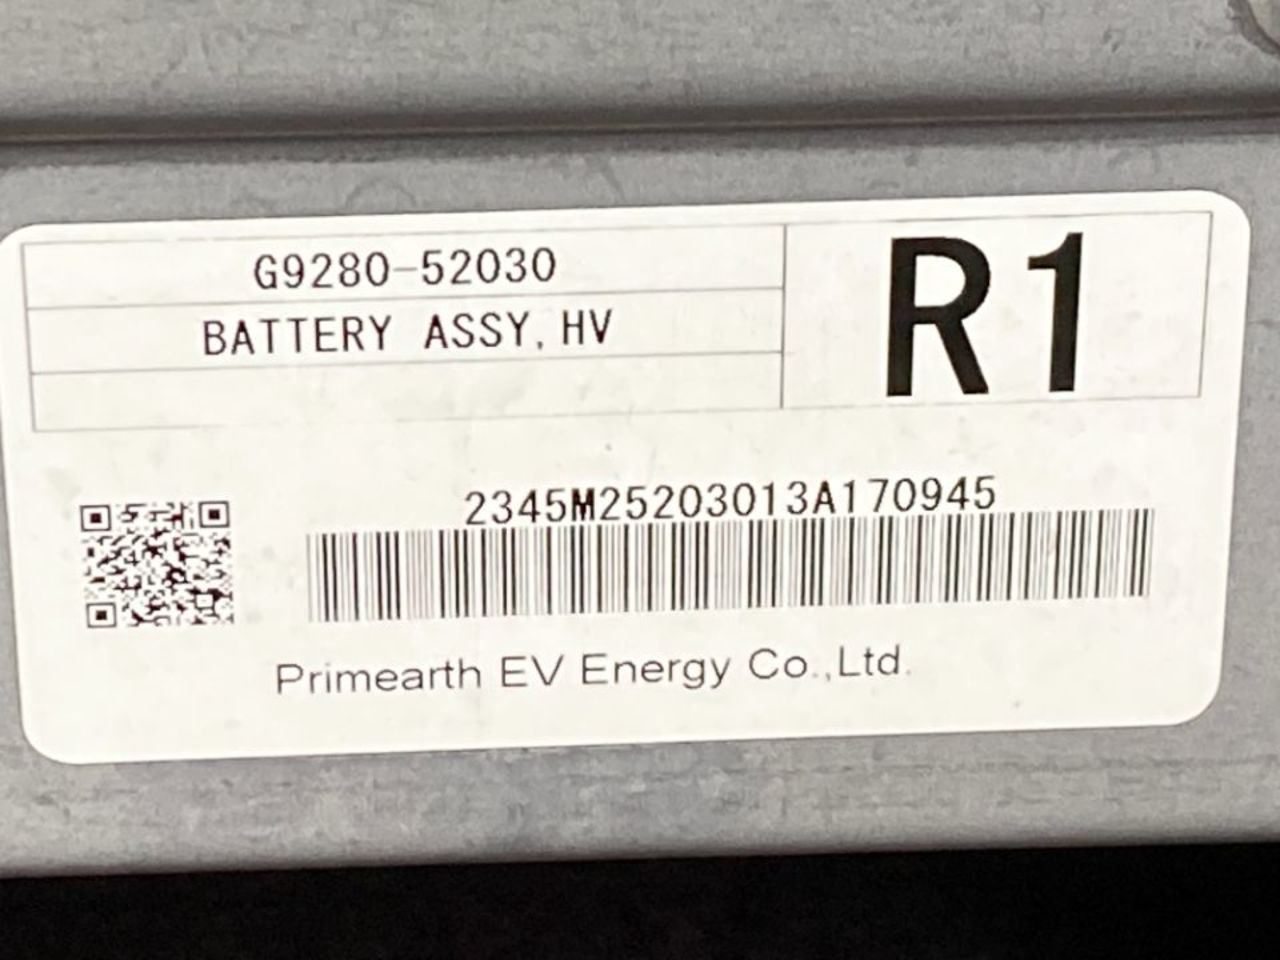 G9280-52030
BATTERY ASSY, HV
R1
2345M25203013A170945
Primearth EV Energy Co.,Ltd.